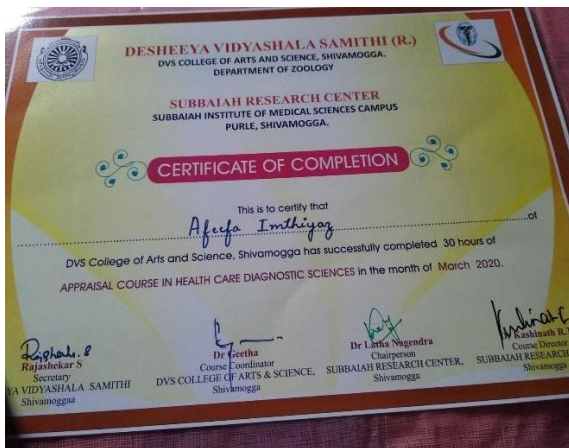 DESHEEYA VIDYASHALA SAMITHI (R.)
DVS COLLEGE OF ARTS AND SCIENCE, SHIVAMOGGA.
DEPARTMENT OF ZOOLOGY
SUBBAIAH RESEARCH CENTER
SUBBAIAH INSTITUTE OF MEDICAL SCIENCES CAMPUS
PURLE, SHIVAMOGGA.
CERTIFICATE OF COMPLETION
This is to certify that
Afeefa Imthiyaz of
DVS College of Arts and Science, Shivamogga has successfully completed 30 hours of
APPRAISAL COURSE IN HEALTH CARE DIAGNOSTIC SCIENCES in the month of March 2020.
Rajashekar S
Secretary
YA VIDYASHALA SAMITHI
Shivamoggaa
Dr Geetha
Course Coordinator
DVS COLLEGE OF ARTS & SCIENCE,
Shivamogga
Dr Latha Nagendra
Chairperson
SUBBAIAH RESEARCH CENTER,
Shivamogga
Kashinath R.
Course Director
SUBBAIAH RESEARCH
Shivamogga